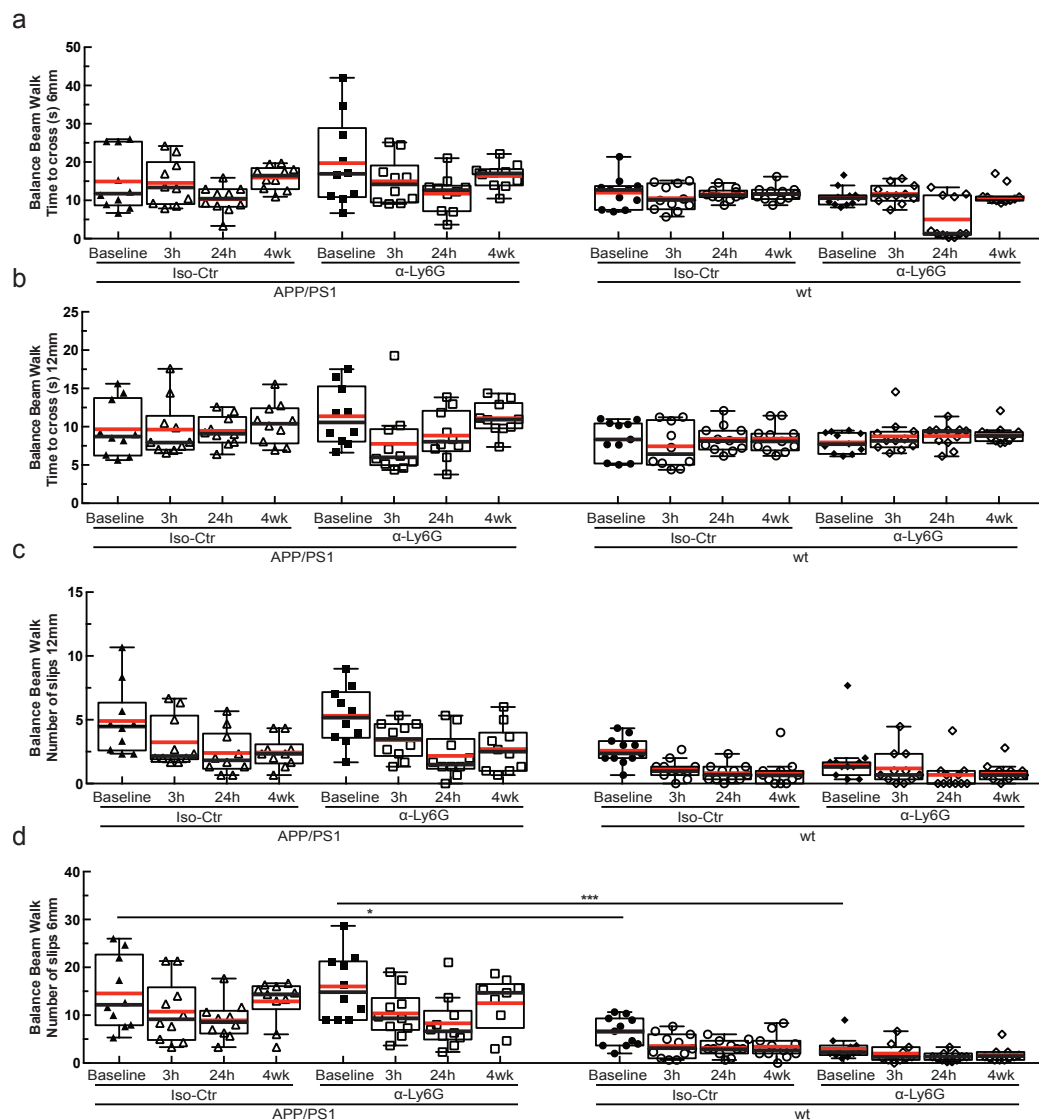 a
Balance Beam Walk
Time to cross (s) 6mm
50
40
30
20
10
0
Baseline 3h 24h 4wk Baseline 3h 24h 4wk Baseline 3h 24h 4wk Baseline 3h 24h 4wk
Iso-Ctr α-Ly6G Iso-Ctr α-Ly6G
APP/PS1 wt
b
Balance Beam Walk
Time to cross (s) 12mm
25
20
15
10
5
0
Baseline 3h 24h 4wk Baseline 3h 24h 4wk Baseline 3h 24h 4wk Baseline 3h 24h 4wk
Iso-Ctr α-Ly6G Iso-Ctr α-Ly6G
APP/PS1 wt
c
Balance Beam Walk
Number of slips 12mm
15
10
5
0
Baseline 3h 24h 4wk Baseline 3h 24h 4wk Baseline 3h 24h 4wk Baseline 3h 24h 4wk
Iso-Ctr α-Ly6G Iso-Ctr α-Ly6G
APP/PS1 wt
d
Balance Beam Walk
Number of slips 6mm
40
30
20
10
0
***
*
Baseline 3h 24h 4wk Baseline 3h 24h 4wk Baseline 3h 24h 4wk Baseline 3h 24h 4wk
Iso-Ctr α-Ly6G Iso-Ctr α-Ly6G
APP/PS1 wt